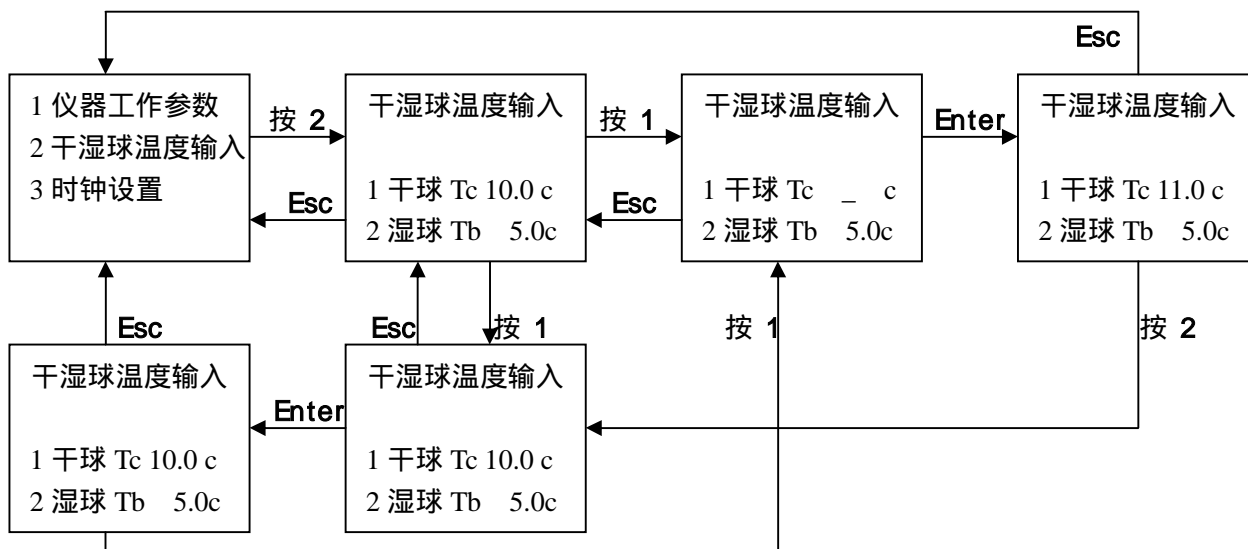 Esc
1 仪器工作参数
2 干湿球温度输入
3 时钟设置
按 2
Esc
干湿球温度输入
1 干球 Tc 10.0 c
2 湿球 Tb 5.0c
按 1
Esc
干湿球温度输入
1 干球 Tc _ c
2 湿球 Tb 5.0c
Enter
干湿球温度输入
1 干球 Tc 11.0 c
2 湿球 Tb 5.0c
Esc
Esc
按 1
按 1
按 2
干湿球温度输入
1 干球 Tc 10.0 c
2 湿球 Tb 5.0c
Enter
干湿球温度输入
1 干球 Tc 10.0 c
2 湿球 Tb 5.0c